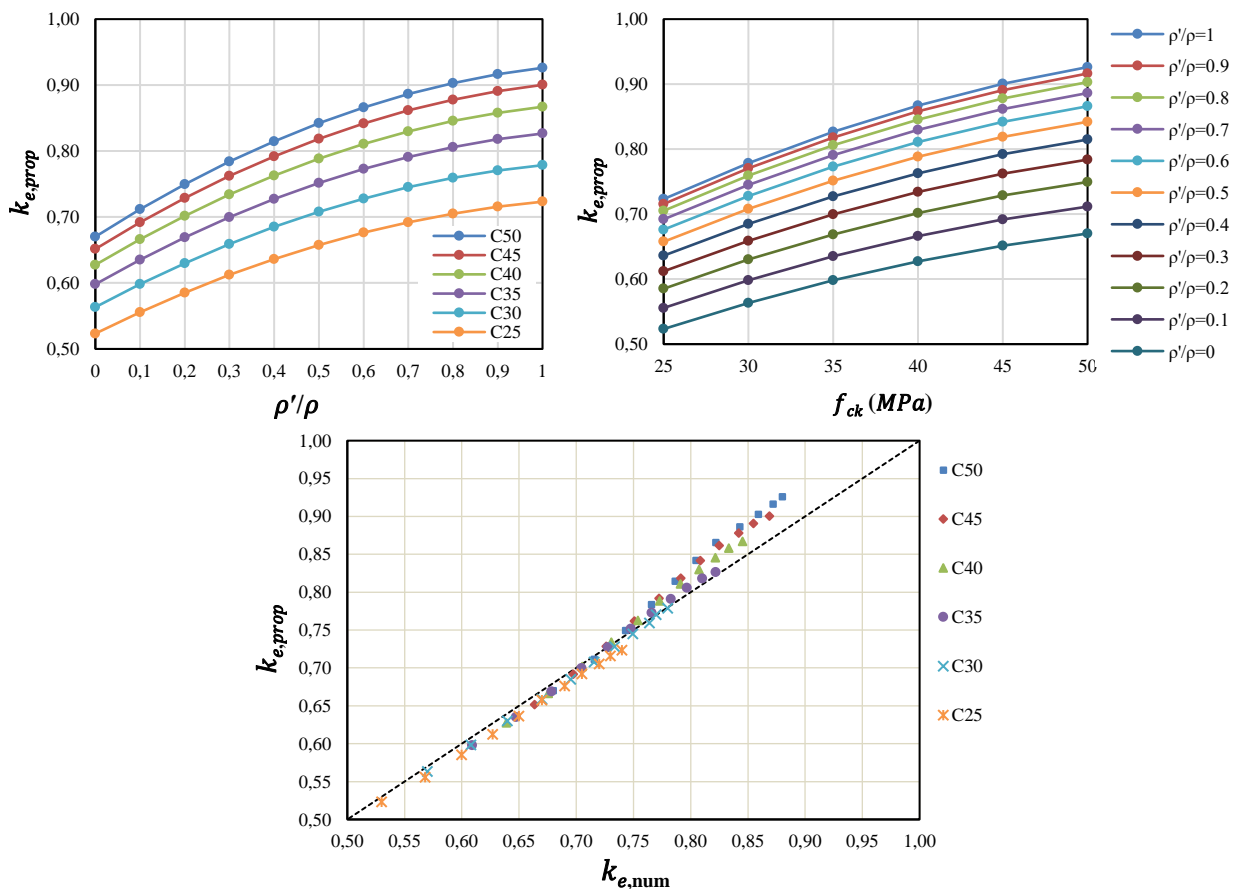 1,00
0,90
0,80
0,70
0,60
0,50
k_{e,prop}
0 0,1 0,2 0,3 0,4 0,5 0,6 0,7 0,8 0,9 1
ρ'/ρ
C50
C45
C40
C35
C30
C25
1,00
0,90
0,80
0,70
0,60
0,50
k_{e,prop}
25 30 35 40 45 50
f_{ck} (MPa)
ρ'/ρ=1
ρ'/ρ=0.9
ρ'/ρ=0.8
ρ'/ρ=0.7
ρ'/ρ=0.6
ρ'/ρ=0.5
ρ'/ρ=0.4
ρ'/ρ=0.3
ρ'/ρ=0.2
ρ'/ρ=0.1
ρ'/ρ=0
1,00
0,95
0,90
0,85
0,80
0,75
0,70
0,65
0,60
0,55
0,50
k_{e,prop}
0,50 0,55 0,60 0,65 0,70 0,75 0,80 0,85 0,90 0,95 1,00
k_{e,num}
C50
C45
C40
C35
C30
C25